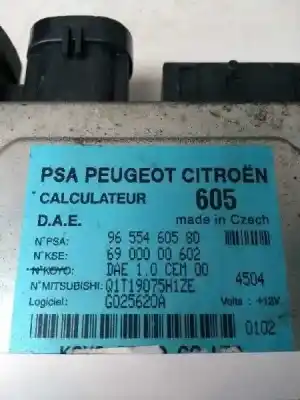 PSA PEUGEOT CITROËN
CALCULATEUR 605
D.A.E. made in Czech
N°PSA: 96 554 605 80
N°KSE: 69 000 00 602
N°KOYO: DAE 1.0 CEM 00
N°MITSUBISHI: Q1T19075H1ZE 4504
Logiciel: G025620A Volts : +12V
0102